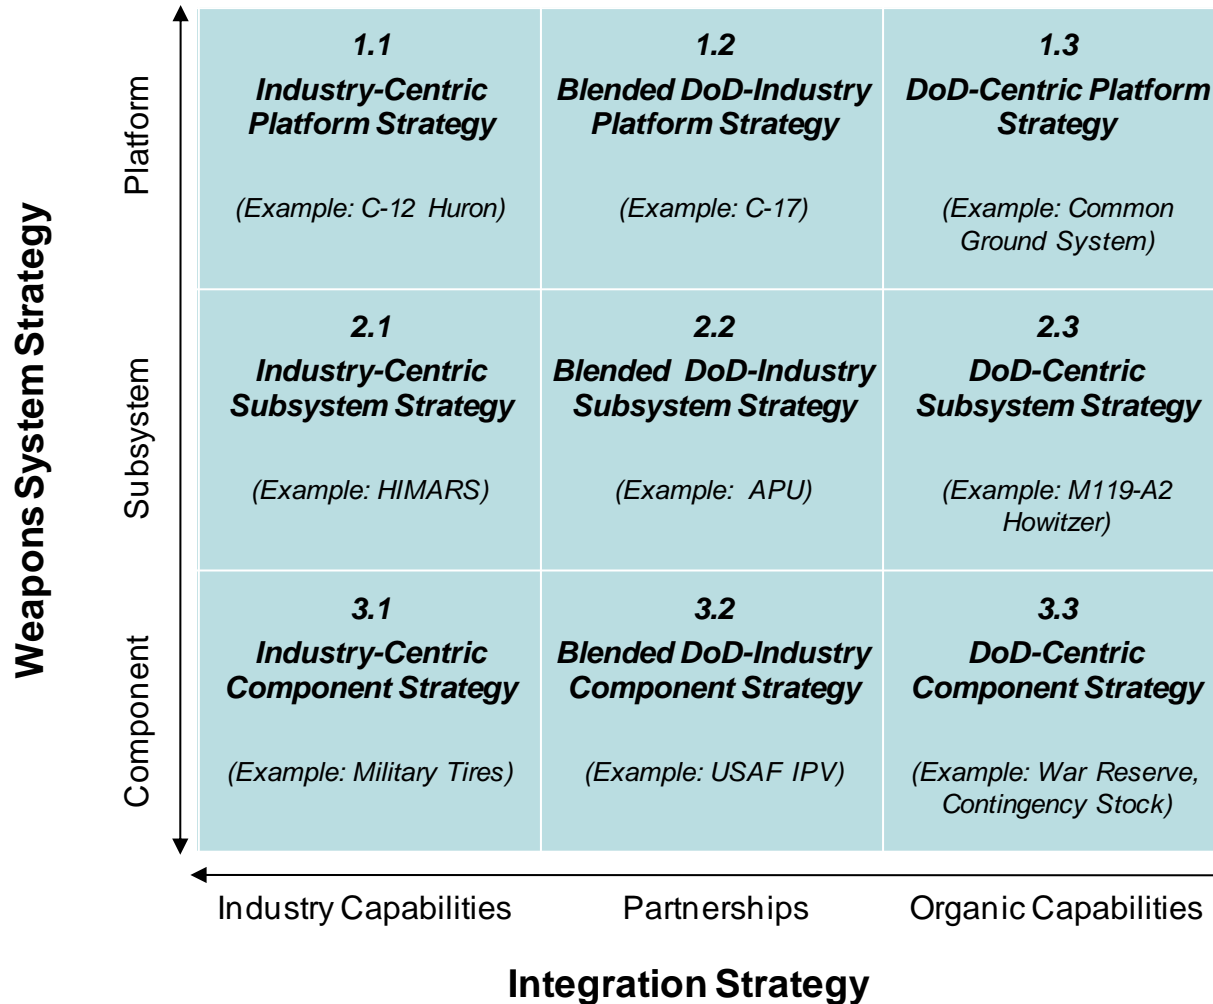 Weapons System Strategy
Platform
1.1
Industry-Centric
Platform Strategy
(Example: C-12 Huron)
1.2
Blended DoD-Industry
Platform Strategy
(Example: C-17)
1.3
DoD-Centric Platform
Strategy
(Example: Common
Ground System)
Subsystem
2.1
Industry-Centric
Subsystem Strategy
(Example: HIMARS)
2.2
Blended DoD-Industry
Subsystem Strategy
(Example: APU)
2.3
DoD-Centric
Subsystem Strategy
(Example: M119-A2
Howitzer)
Component
3.1
Industry-Centric
Component Strategy
(Example: Military Tires)
3.2
Blended DoD-Industry
Component Strategy
(Example: USAF IPV)
3.3
DoD-Centric
Component Strategy
(Example: War Reserve,
Contingency Stock)
Industry Capabilities
Partnerships
Organic Capabilities
Integration Strategy